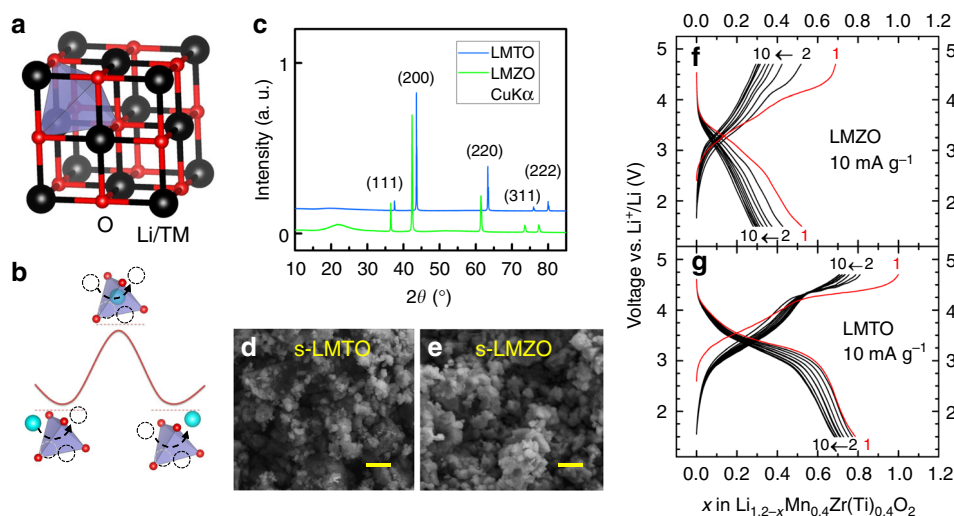 a
O
Li/TM
b
c
Intensity (a. u.)
1
0
LMTO
LMZO
CuKα
(111)
(200)
(220)
(311)
(222)
10 20 30 40 50 60 70 80
2θ (°)
d
s-LMTO
e
s-LMZO
0.0 0.2 0.4 0.6 0.8 1.0 1.2
f
10←2
1
LMZO
10 mA g⁻¹
10←2
1
5
4
3
2
g
10←2
1
LMTO
10 mA g⁻¹
10←2
1
5
4
3
2
Voltage vs. Li⁺/Li (V)
0.0 0.2 0.4 0.6 0.8 1.0 1.2
x in Li₁.₂₋ₓMn₀.₄Zr(Ti)₀.₄O₂